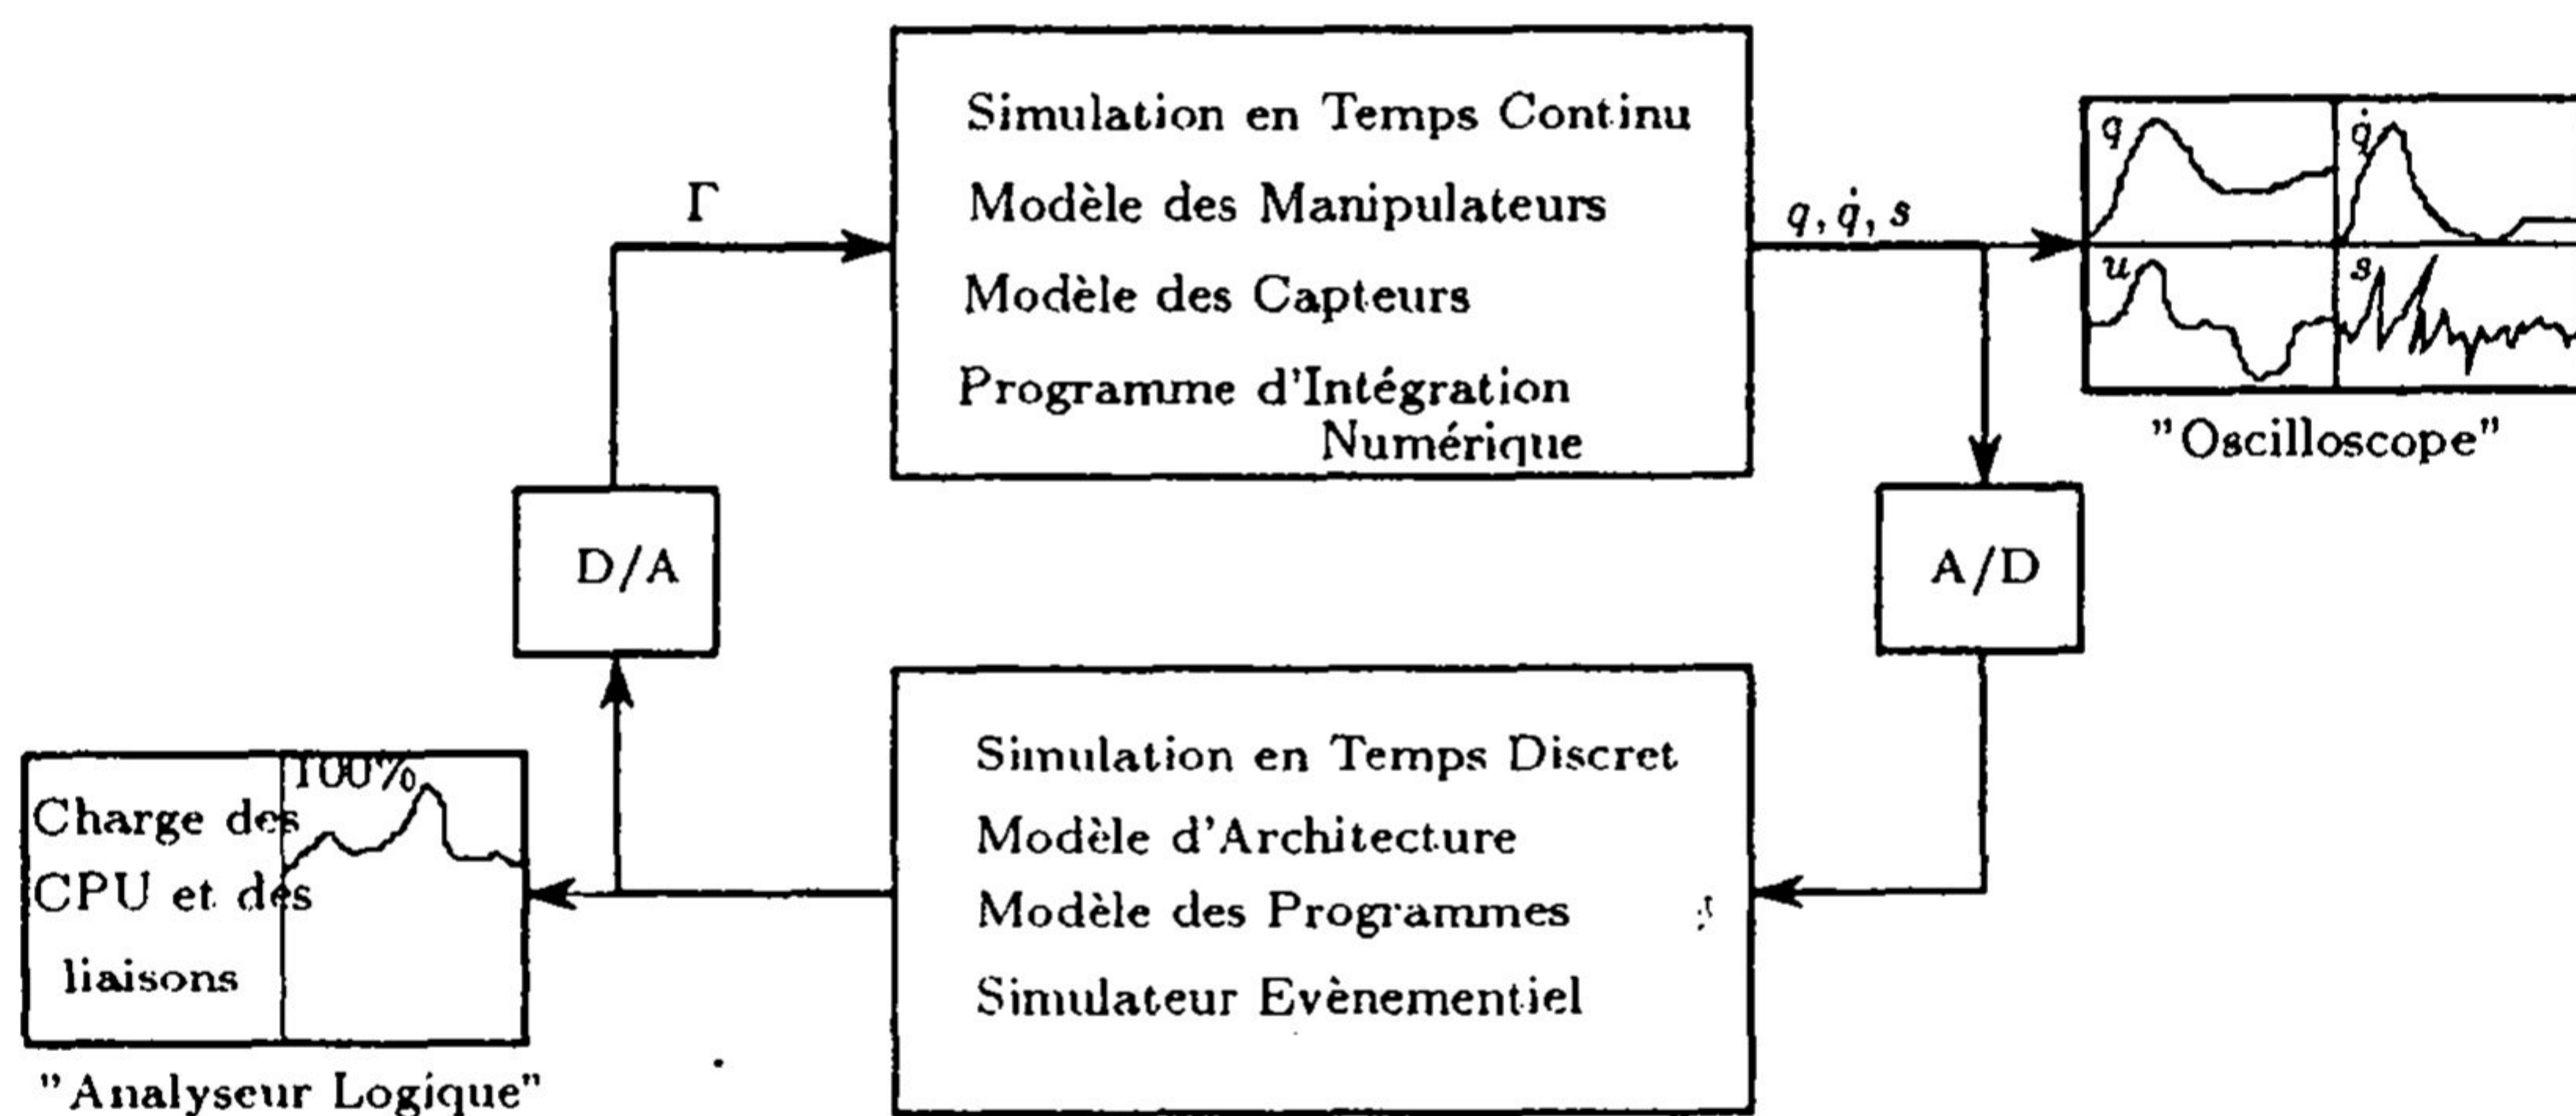 Simulation en Temps Continu
Modèle des Manipulateurs
Modèle des Capteurs
Programme d'Intégration
Numérique
Γ
q, q̇, s
q
q̇
u
s
"Oscilloscope"
D/A
A/D
Simulation en Temps Discret
Modèle d'Architecture
Modèle des Programmes
Simulateur Evènementiel
100%
Charge des
CPU et des
liaisons
"Analyseur Logique"